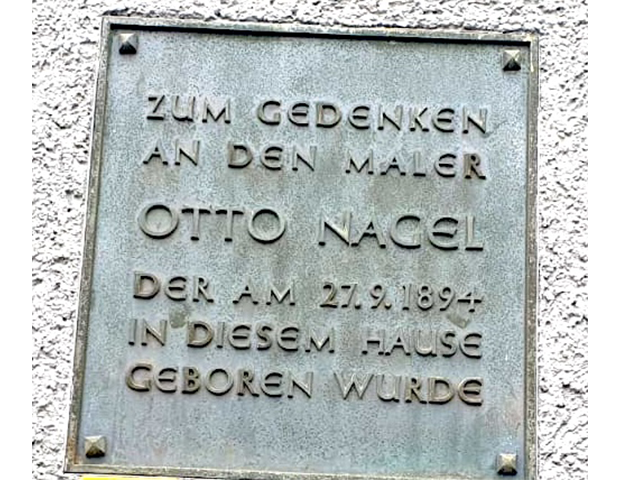 ZUM GEDENKEN
AN DEN MALER
OTTO NAGEL
DER AM 27.9.1894
IN DIESEM HAUSE
GEBOREN WURDE